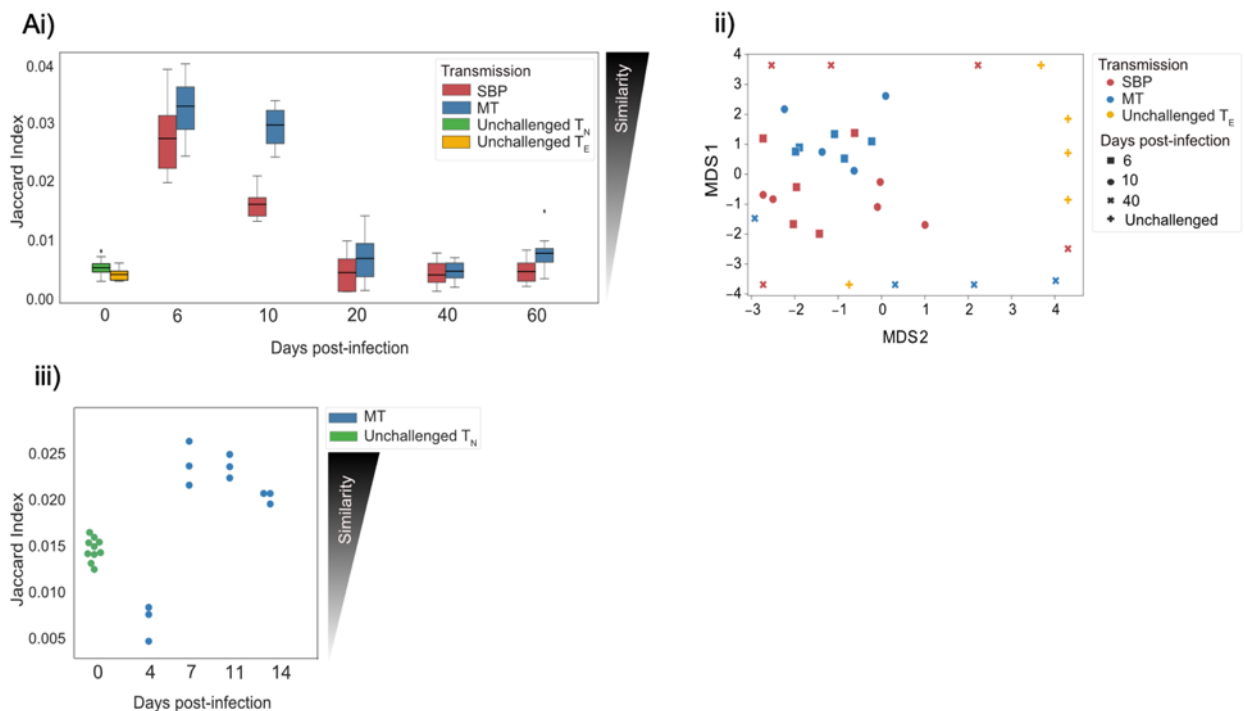 Ai)
0.04
0.03
0.02
0.01
0.00
Jaccard Index
Transmission
SBP
MT
Unchallenged TN
Unchallenged TE
0 6 10 20 40 60
Days post-infection
Similarity
ii)
4
3
2
1
0
-1
-2
-3
-4
MDS1
-3 -2 -1 0 1 2 3 4
MDS2
Transmission
SBP
MT
Unchallenged TE
Days post-infection
6
10
40
Unchallenged
iii)
0.025
0.020
0.015
0.010
0.005
Jaccard Index
0 4 7 11 14
Days post-infection
MT
Unchallenged TN
Similarity